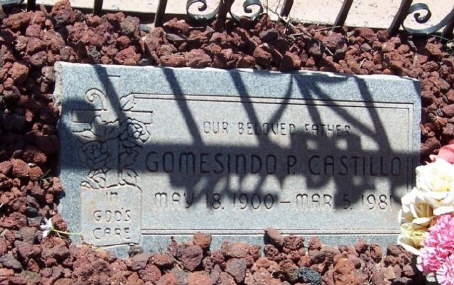 OUR BELOVED FATHER
GOMESINDO P. CASTILLO
MAY 18, 1900 – MAR 5, 1981
IN
GOD'S
CARE